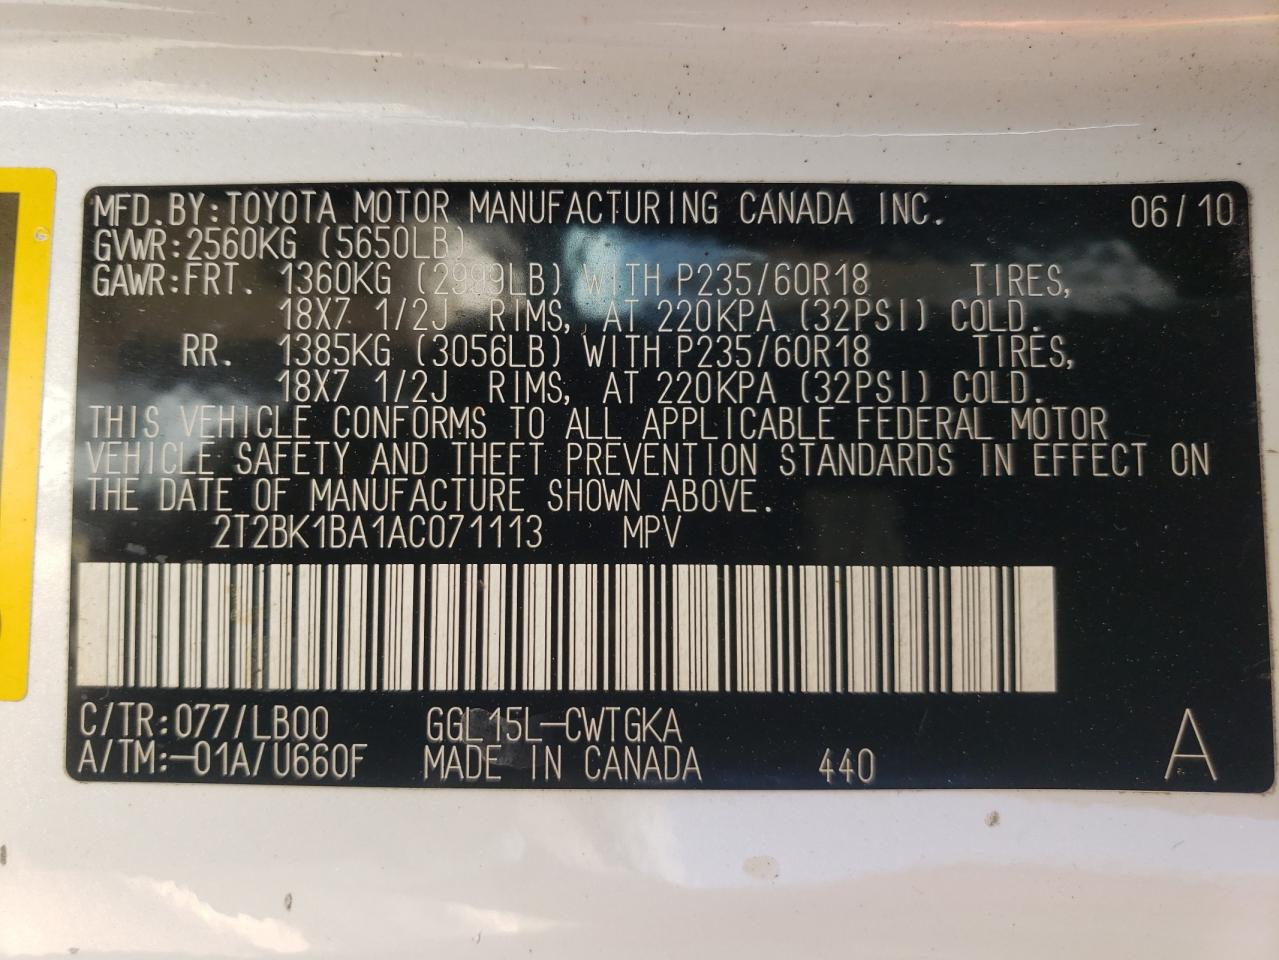 MFD.BY:TOYOTA MOTOR MANUFACTURING CANADA INC. 06/10
GVWR:2560KG (5650LB)
GAWR:FRT. 1360KG (2999LB) WITH P235/60R18 TIRES,
18X7 1/2J RIMS, AT 220KPA (32PSI) COLD.
RR. 1385KG (3056LB) WITH P235/60R18 TIRES,
18X7 1/2J RIMS, AT 220KPA (32PSI) COLD.
THIS VEHICLE CONFORMS TO ALL APPLICABLE FEDERAL MOTOR
VEHICLE SAFETY AND THEFT PREVENTION STANDARDS IN EFFECT ON
THE DATE OF MANUFACTURE SHOWN ABOVE.
2T2BK1BA1AC071113 MPV
C/TR:077/LB00 GGL15L-CWTGKA
A/TM:-01A/U660F MADE IN CANADA 440 A